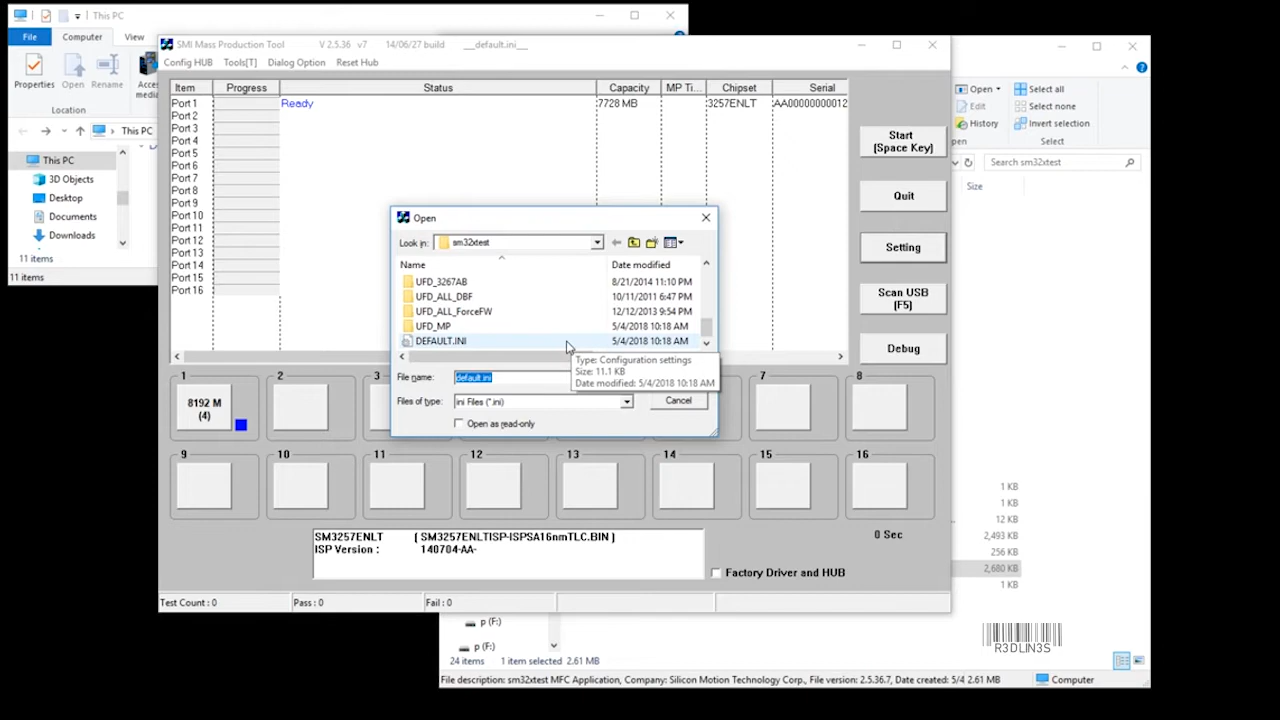 This PC
File
Computer
View
Properties
Open
Rename
Location
This PC
This PC
3D Objects
Desktop
Documents
Downloads
11 items
11 items
SMI Mass Production Tool V 2.5.36 v7 14/06/27 build __default.ini__
Config HUB Tools[T] Dialog Option Reset Hub
Item Progress Status Capacity MP Ti... Chipset Serial
Port 1 Ready 7728 MB 3257ENLT AA00000000012
Port 2
Port 3
Port 4
Port 5
Port 6
Port 7
Port 8
Port 9
Port 10
Port 11
Port 12
Port 13
Port 14
Port 15
Port 16
Start
(Space Key)
Quit
Setting
Scan USB
(F5)
Debug
Open
Look in: sm32xtest
Name Date modified
UFD_3267AB 8/21/2014 11:10 PM
UFD_ALL_DBF 10/11/2011 6:47 PM
UFD_ALL_ForceFW 12/12/2013 9:54 PM
UFD_MP 5/4/2018 10:18 AM
DEFAULT.INI 5/4/2018 10:18 AM
Type: Configuration settings
Size: 11.1 KB
Date modified: 5/4/2018 10:18 AM
File name: default.ini
Files of type: ini Files (*.ini)
Cancel
Open as read-only
1 2 3 7 8
8192 M
(4)
9 10 11 12 13 14 15 16
SM3257ENLT [ SM3257ENLTISP-ISPSA16nmTLC.BIN ]
ISP Version : 140704-AA-
0 Sec
Factory Driver and HUB
Test Count : 0 Pass : 0 Fail : 0
Open
Edit
History
Select all
Select none
Invert selection
Select
Search sm32xtest
Size
1 KB
1 KB
12 KB
2,493 KB
256 KB
2,680 KB
1 KB
p (F:)
p (F:)
24 items 1 item selected 2.61 MB
File description: sm32xtest MFC Application, Company: Silicon Motion Technology Corp., File version: 2.5.36.7, Date created: 5/4 2.61 MB
Computer
R3DLIN3S